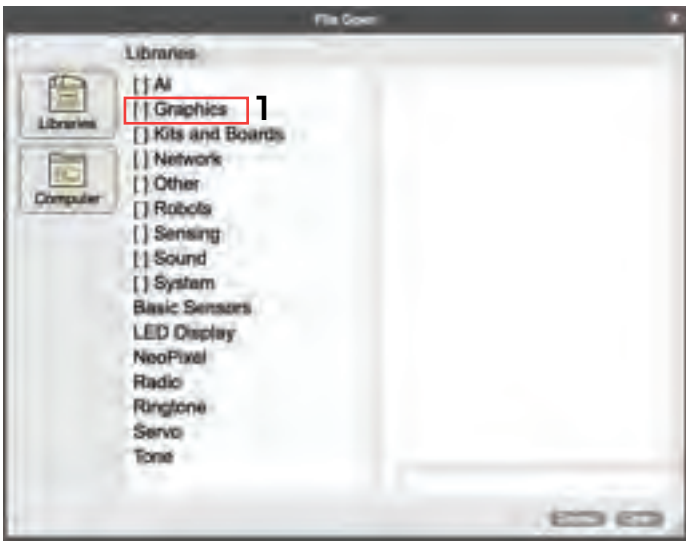 File Open
Libraries
Libraries
Computer
[ ] AI
[ ] Graphics
1
[ ] Kits and Boards
[ ] Network
[ ] Other
[ ] Robots
[ ] Sensing
[ ] Sound
[ ] System
Basic Sensors
LED Display
NeoPixel
Radio
Ringtone
Servo
Tone